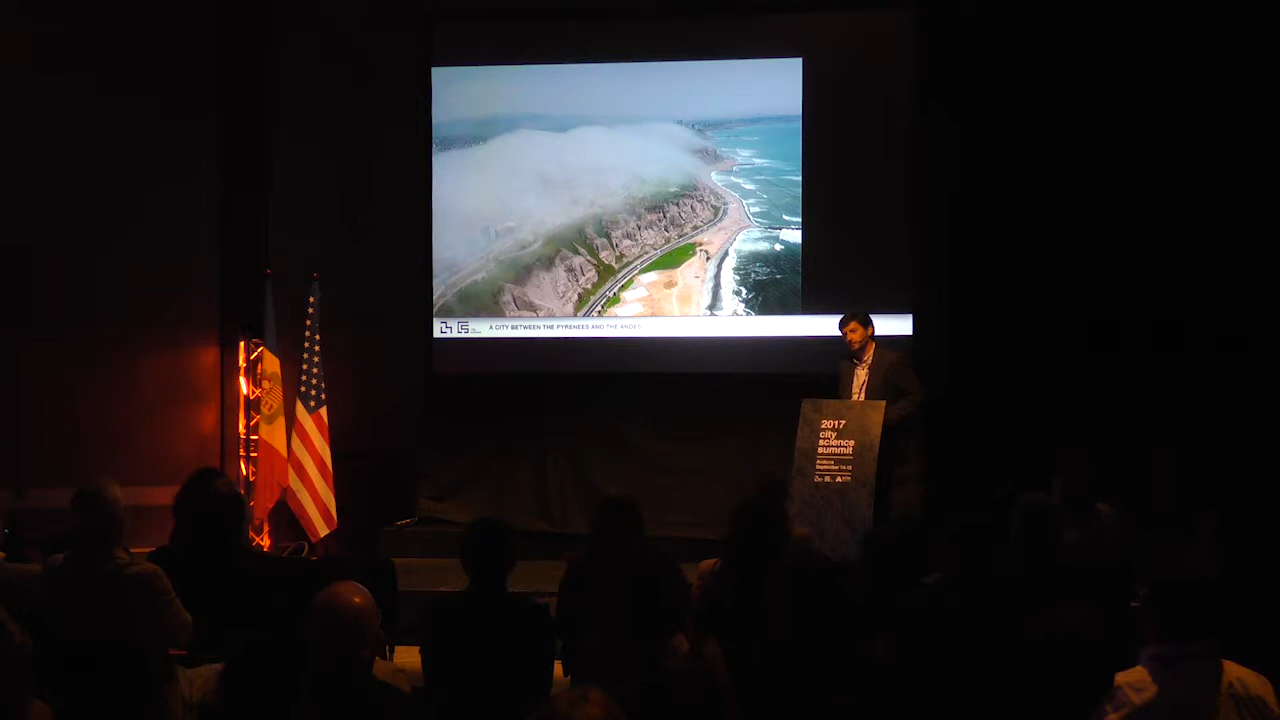 A CITY BETWEEN THE PYRENEES AND THE ANDES
2017
city
science
summit
Andorra
September 14-15